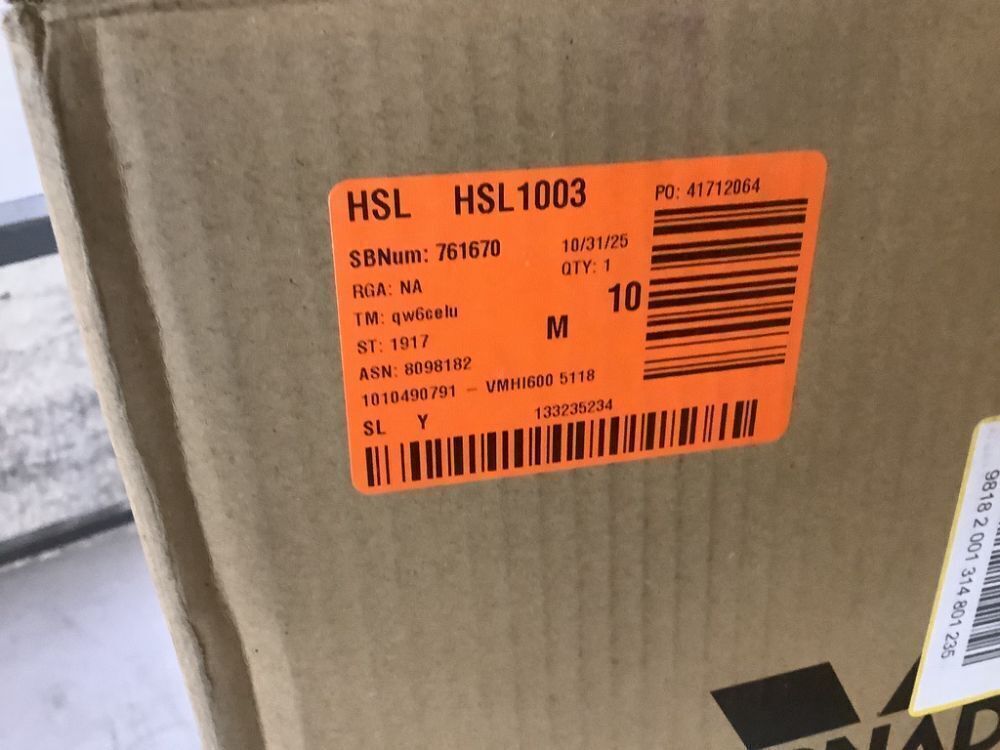 HSL HSL1003
PO: 41712064
SBNum: 761670
10/31/25
RGA: NA
QTY: 1
TM: qw6celu
M
10
ST: 1917
ASN: 8098182
1010490791 - VMHI600 5118
SL Y
133235234
9818 2 001 314 801 235